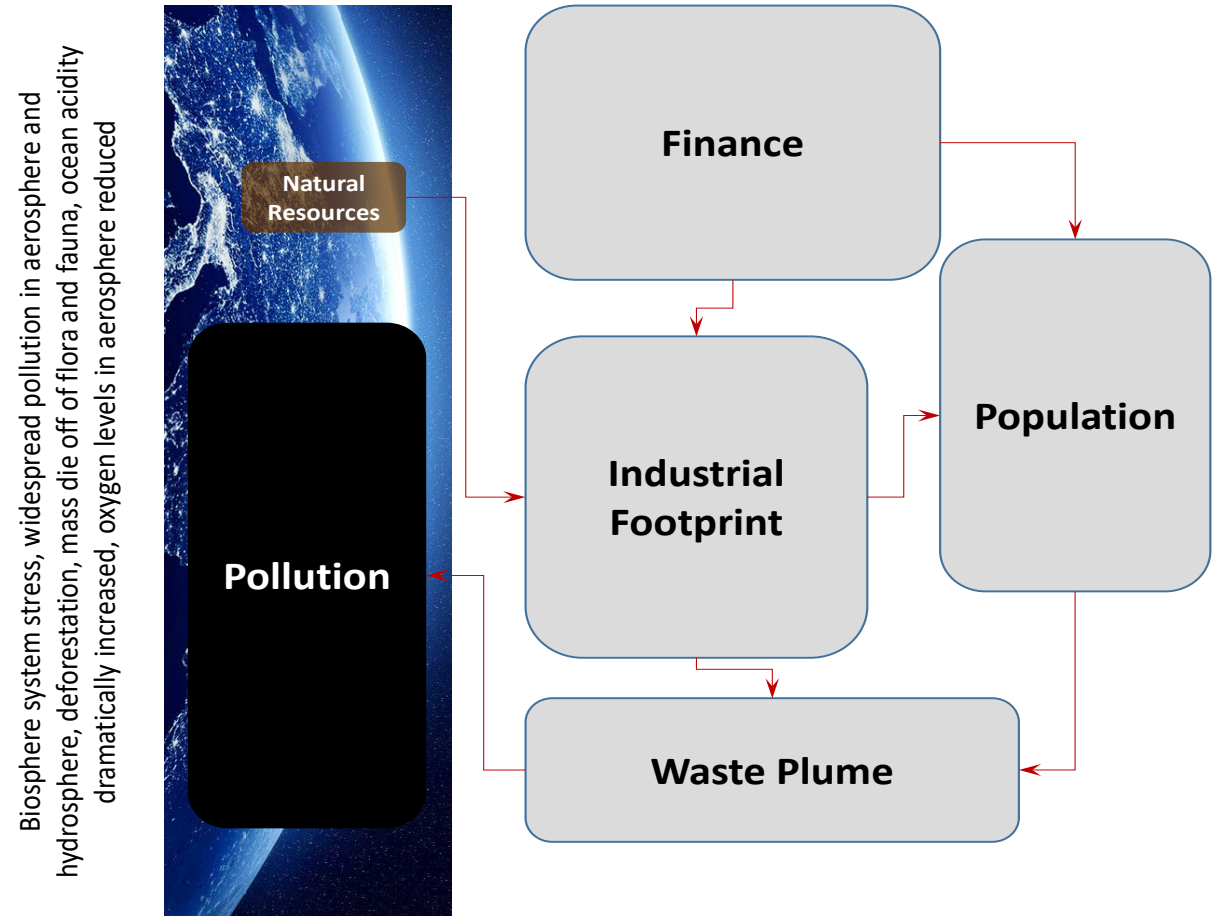 Biosphere system stress, widespread pollution in aerosphere and
hydrosphere, deforestation, mass die off of flora and fauna, ocean acidity
dramatically increased, oxygen levels in aerosphere reduced
Natural
Resources
Pollution
Finance
Industrial
Footprint
Population
Waste Plume